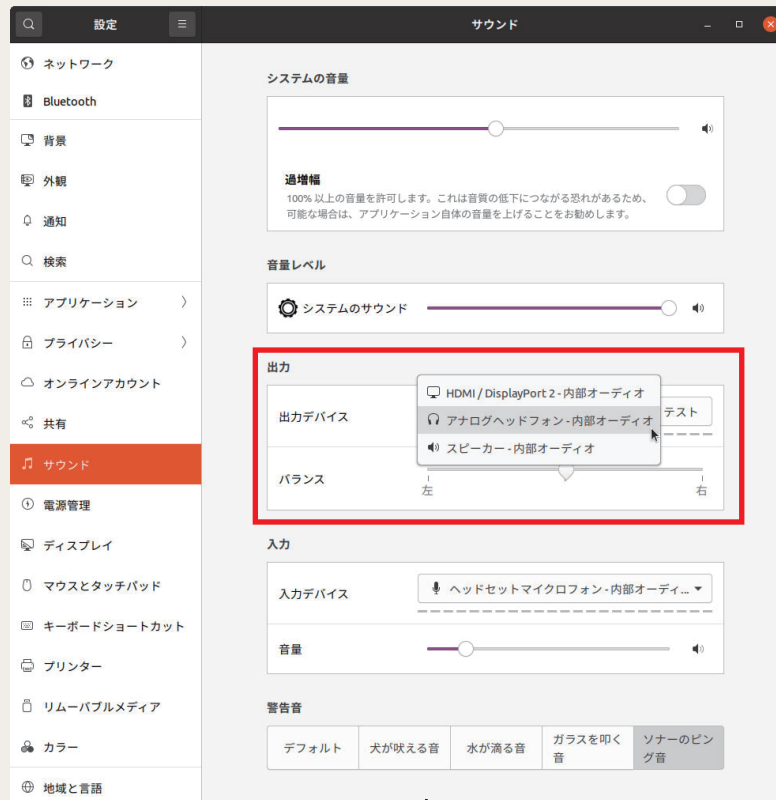 設定
サウンド
ネットワーク
Bluetooth
背景
外観
通知
検索
アプリケーション
プライバシー
オンラインアカウント
共有
サウンド
電源管理
ディスプレイ
マウスとタッチパッド
キーボードショートカット
プリンター
リムーバブルメディア
カラー
地域と言語
システムの音量
過増幅
100% 以上の音量を許可します。これは音質の低下につながる恐れがあるため、
可能な場合は、アプリケーション自体の音量を上げることをお勧めします。
音量レベル
システムのサウンド
出力
出力デバイス
HDMI / DisplayPort 2 - 内部オーディオ
アナログヘッドフォン - 内部オーディオ
スピーカー - 内部オーディオ
テスト
バランス
左
右
入力
入力デバイス
ヘッドセットマイクロフォン - 内部オーディ...
音量
警告音
デフォルト
犬が吠える音
水が滴る音
ガラスを叩く
音
ソナーのピン
グ音